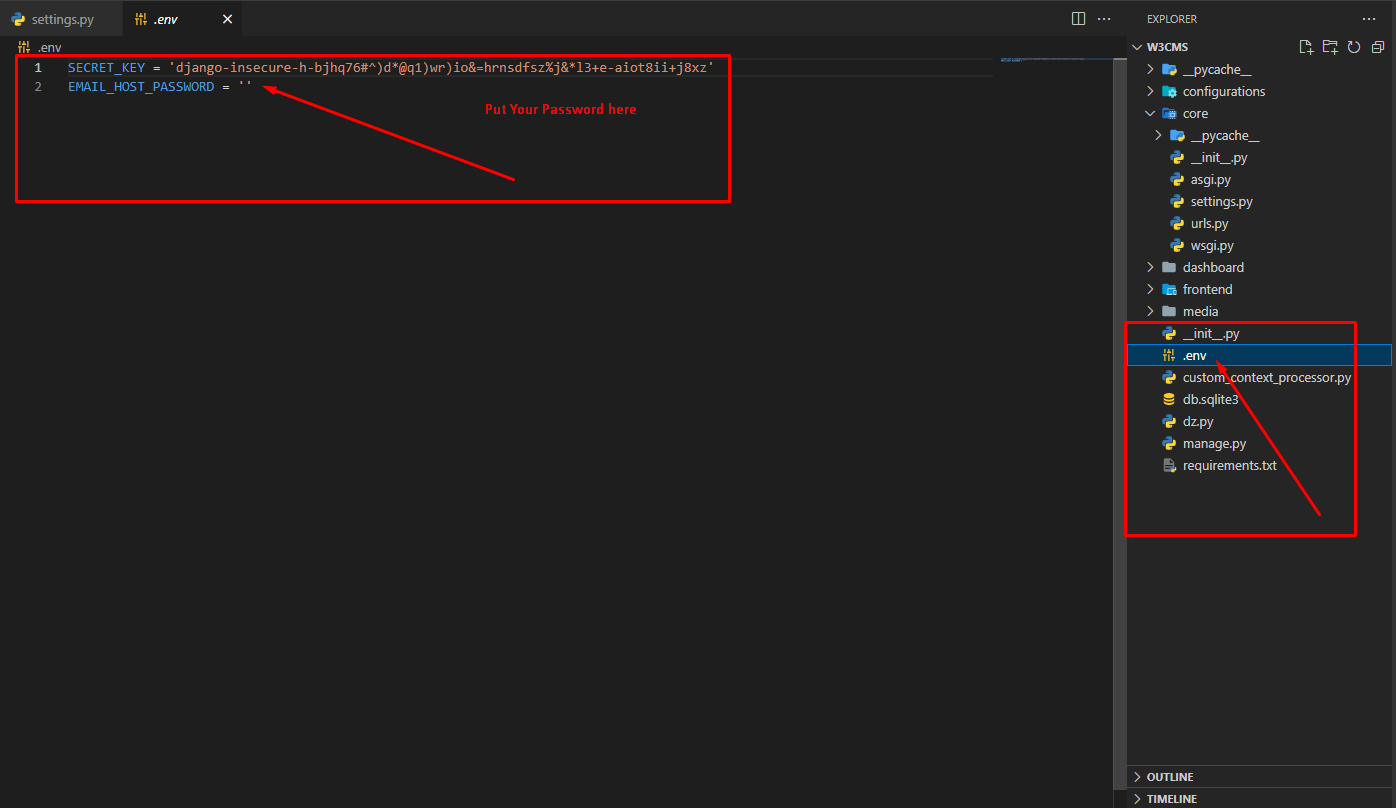 settings.py
.env
.env
1 SECRET_KEY = 'django-insecure-h-bjhq76#^)d*@q1)wr)io&=hrnsdfsz%j&*l3+e-aiot8ii+j8xz'
2 EMAIL_HOST_PASSWORD = ''
Put Your Password here
EXPLORER
W3CMS
__pycache__
configurations
core
__pycache__
__init__.py
asgi.py
settings.py
urls.py
wsgi.py
dashboard
frontend
media
__init__.py
.env
custom_context_processor.py
db.sqlite3
dz.py
manage.py
requirements.txt
OUTLINE
TIMELINE